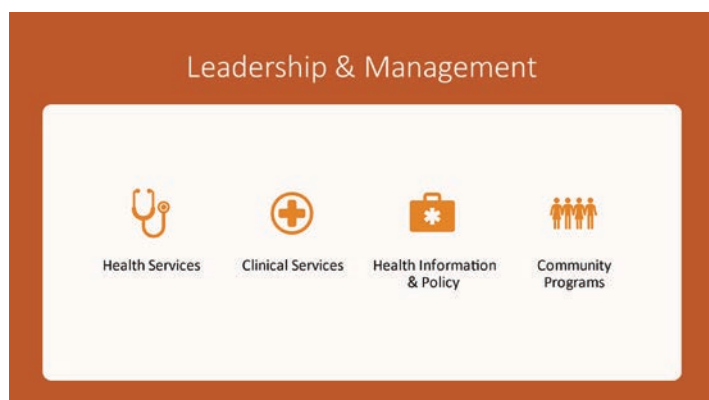 Leadership & Management
Health Services
Clinical Services
Health Information
& Policy
Community
Programs